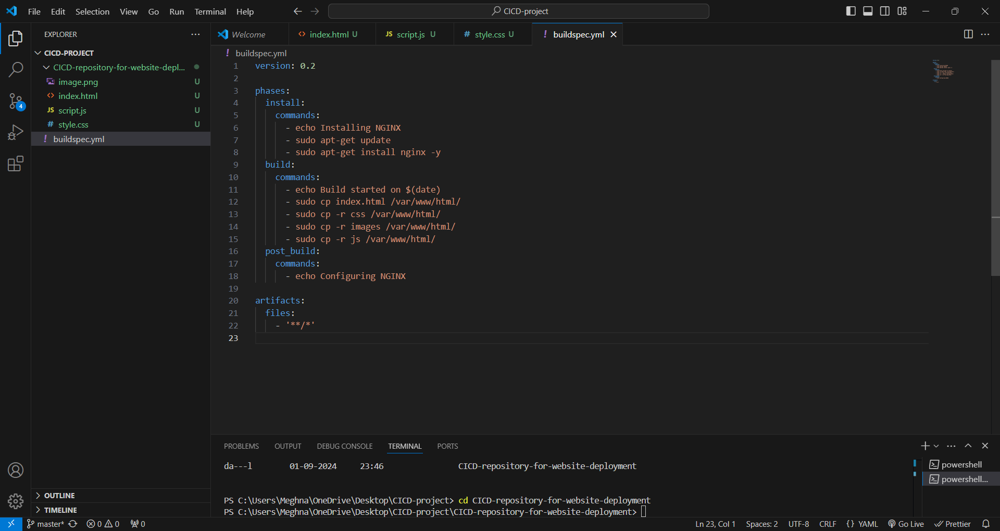 File Edit Selection View Go Run Terminal Help
CICD-project
EXPLORER
CICD-PROJECT
CICD-repository-for-website-depl...
image.png U
index.html U
JS script.js U
# style.css U
! buildspec.yml
4
OUTLINE
TIMELINE
Welcome
index.html U
JS script.js U
# style.css U
! buildspec.yml
! buildspec.yml
1 version: 0.2
2
3 phases:
4 install:
5 commands:
6 - echo Installing NGINX
7 - sudo apt-get update
8 - sudo apt-get install nginx -y
9 build:
10 commands:
11 - echo Build started on $(date)
12 - sudo cp index.html /var/www/html/
13 - sudo cp -r css /var/www/html/
14 - sudo cp -r images /var/www/html/
15 - sudo cp -r js /var/www/html/
16 post_build:
17 commands:
18 - echo Configuring NGINX
19
20 artifacts:
21 files:
22 - '**/*'
23
PROBLEMS OUTPUT DEBUG CONSOLE TERMINAL PORTS
da---l 01-09-2024 23:46 CICD-repository-for-website-deployment
PS C:\Users\Meghna\OneDrive\Desktop\CICD-project> cd CICD-repository-for-website-deployment
PS C:\Users\Meghna\OneDrive\Desktop\CICD-project\CICD-repository-for-website-deployment>
powershell
powershell...
master* 0 0 0 Ln 23, Col 1 Spaces: 2 UTF-8 CRLF {} YAML Go Live Prettier